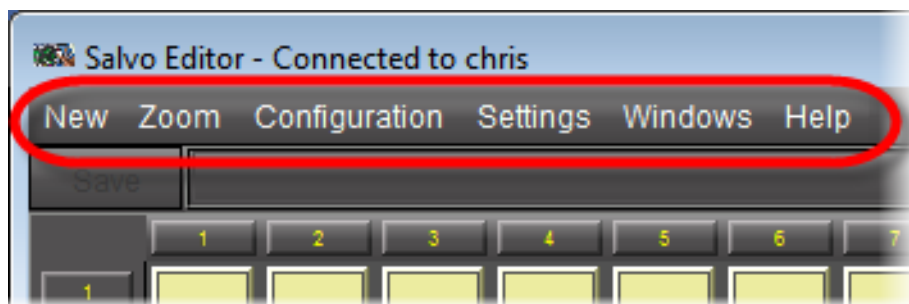 Salvo Editor - Connected to chris
New Zoom Configuration Settings Windows Help
Save
1 2 3 4 5 6 7
1